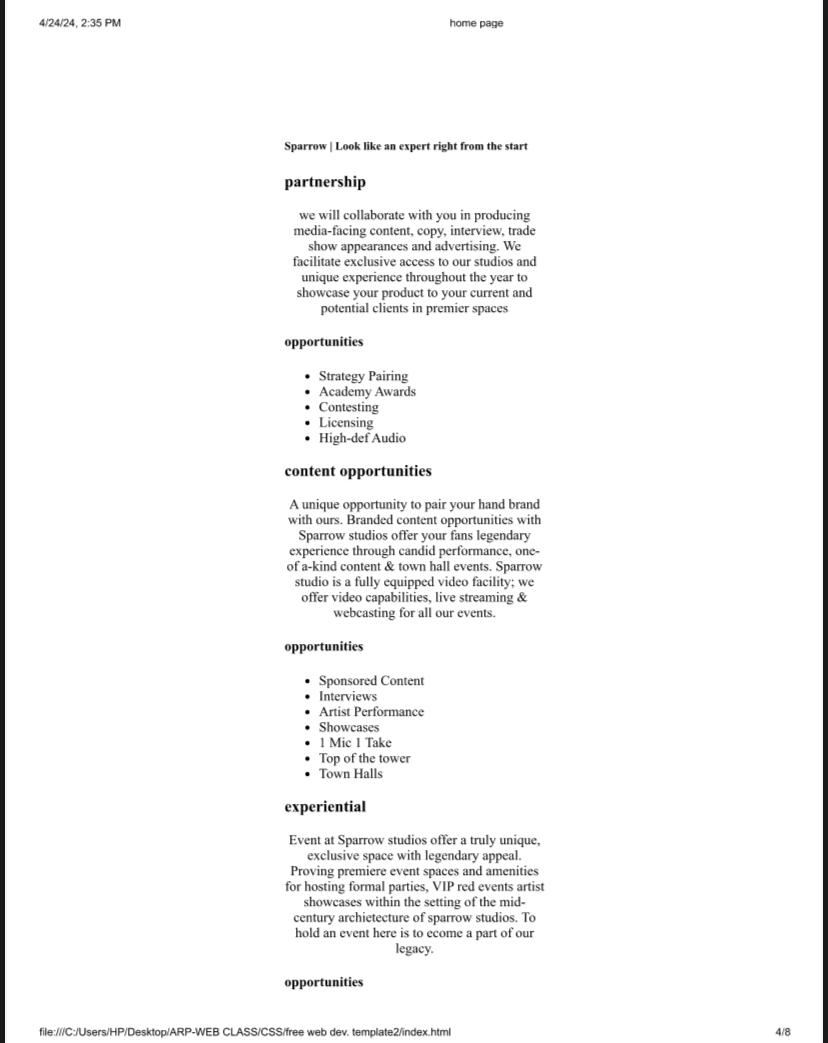 4/24/24, 2:35 PM home page
Sparrow | Look like an expert right from the start
partnership
we will collaborate with you in producing
media-facing content, copy, interview, trade
show appearances and advertising. We
facilitate exclusive access to our studios and
unique experience throughout the year to
showcase your product to your current and
potential clients in premier spaces
opportunities
• Strategy Pairing
• Academy Awards
• Contesting
• Licensing
• High-def Audio
content opportunities
A unique opportunity to pair your hand brand
with ours. Branded content opportunities with
Sparrow studios offer your fans legendary
experience through candid performance, one-
of a-kind content & town hall events. Sparrow
studio is a fully equipped video facility; we
offer video capabilities, live streaming &
webcasting for all our events.
opportunities
• Sponsored Content
• Interviews
• Artist Performance
• Showcases
• 1 Mic 1 Take
• Top of the tower
• Town Halls
experiential
Event at Sparrow studios offer a truly unique,
exclusive space with legendary appeal.
Proving premiere event spaces and amenities
for hosting formal parties, VIP red events artist
showcases within the setting of the mid-
century archietecture of sparrow studios. To
hold an event here is to ecome a part of our
legacy.
opportunities
file:///C:/Users/HP/Desktop/ARP-WEB CLASS/CSS/free web dev. template2/index.html 4/8